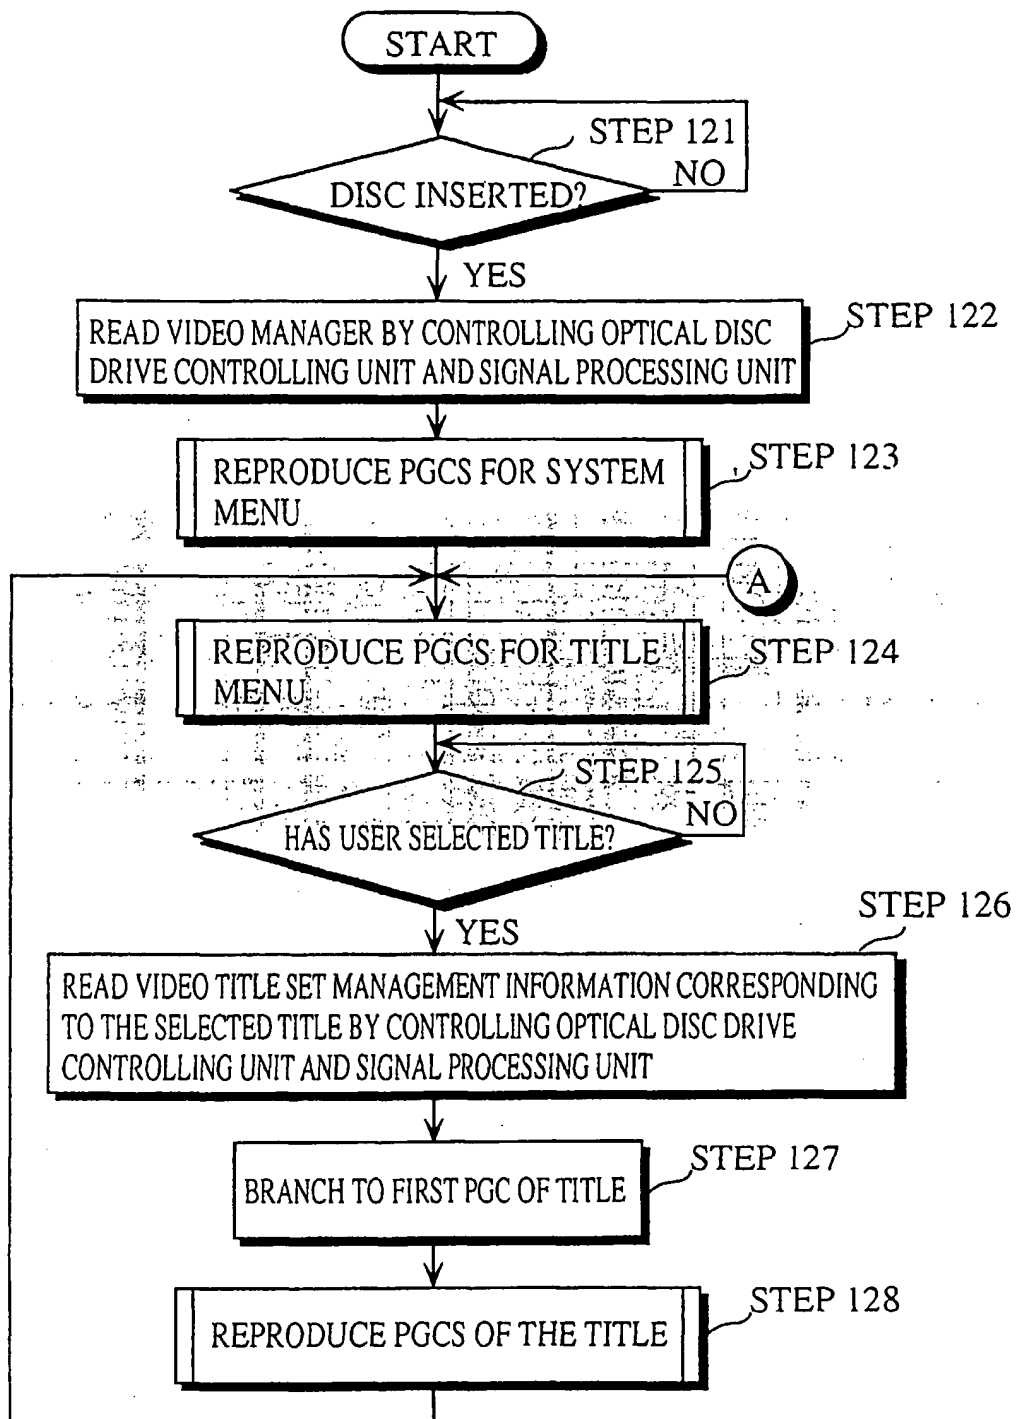 START
STEP 121
NO
DISC INSERTED?
YES
STEP 122
READ VIDEO MANAGER BY CONTROLLING OPTICAL DISC
DRIVE CONTROLLING UNIT AND SIGNAL PROCESSING UNIT
STEP 123
REPRODUCE PGCS FOR SYSTEM
MENU
A
REPRODUCE PGCS FOR TITLE
MENU
STEP 124
STEP 125
NO
HAS USER SELECTED TITLE?
YES
STEP 126
READ VIDEO TITLE SET MANAGEMENT INFORMATION CORRESPONDING
TO THE SELECTED TITLE BY CONTROLLING OPTICAL DISC DRIVE
CONTROLLING UNIT AND SIGNAL PROCESSING UNIT
STEP 127
BRANCH TO FIRST PGC OF TITLE
STEP 128
REPRODUCE PGCS OF THE TITLE